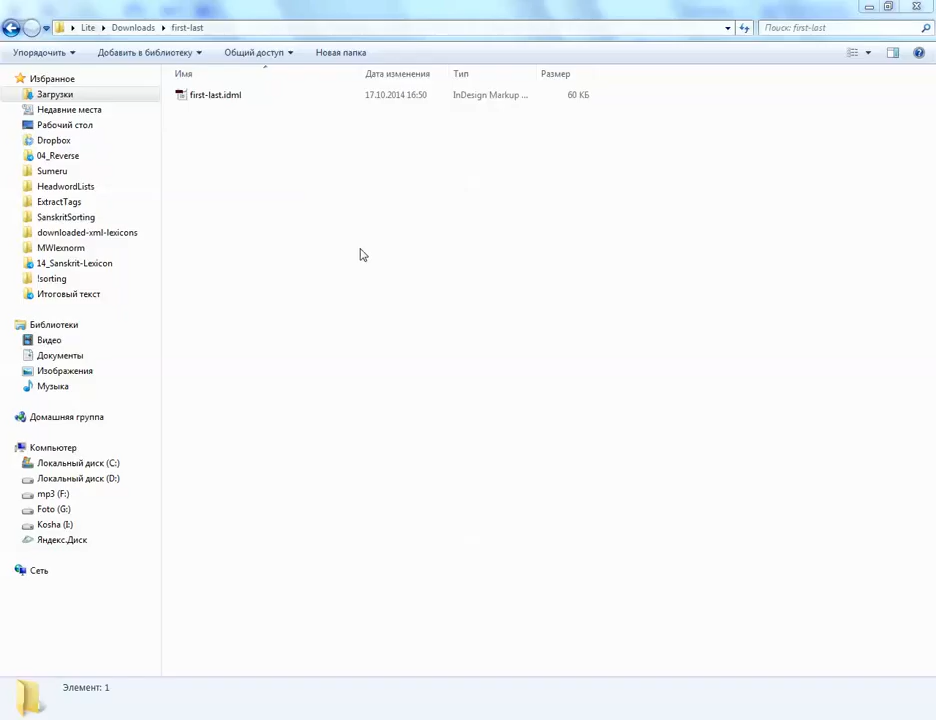 Lite Downloads first-last
Поиск: first-last
Упорядочить Добавить в библиотеку Общий доступ Новая папка
Имя Дата изменения Тип Размер
first-last.idml 17.10.2014 16:50 InDesign Markup ... 60 КБ
Избранное
Загрузки
Недавние места
Рабочий стол
Dropbox
04_Reverse
Sumeru
HeadwordLists
ExtractTags
SanskritSorting
downloaded-xml-lexicons
MWlexnorm
14_Sanskrit-Lexicon
!sorting
Итоговый текст
Библиотеки
Видео
Документы
Изображения
Музыка
Домашняя группа
Компьютер
Локальный диск (C:)
Локальный диск (D:)
mp3 (F:)
Foto (G:)
Kosha (I:)
Яндекс.Диск
Сеть
Элемент: 1